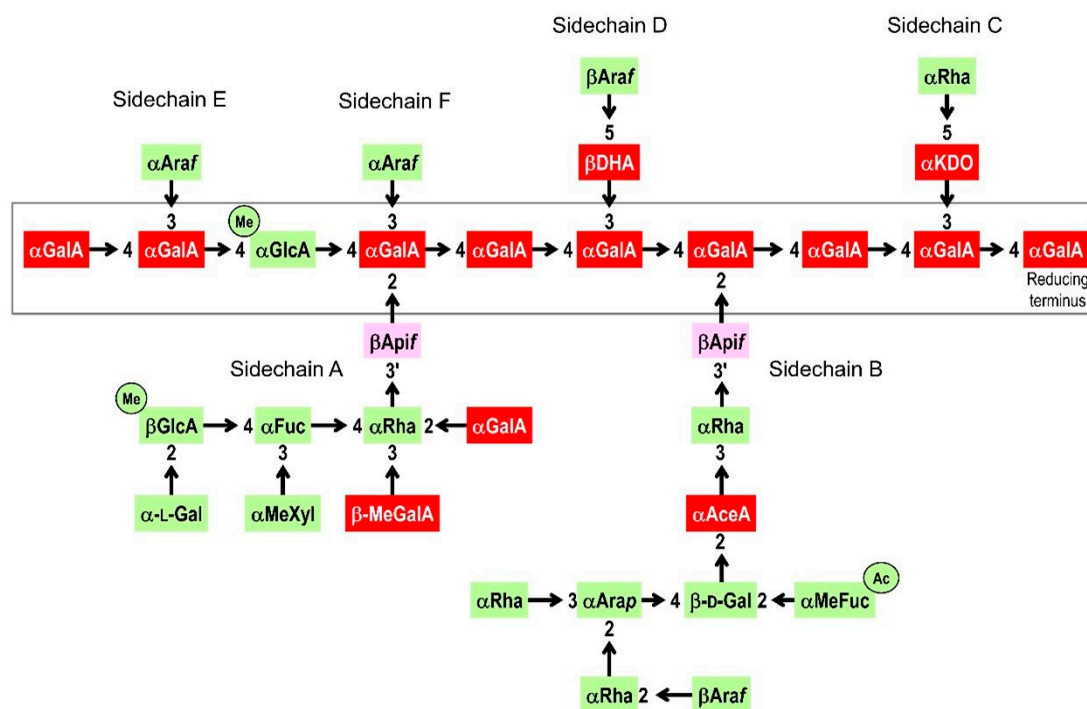 Sidechain D
Sidechain C
βAraf
αRha
Sidechain E
Sidechain F
5
5
αAraf
αAraf
βDHA
αKDO
3
3
3
3
Me
αGalA 4 αGalA 4 αGlcA 4 αGalA 4 αGalA 4 αGalA 4 αGalA 4 αGalA 4 αGalA 4 αGalA
2
2
Reducing
terminus
βApif
βApif
Sidechain A
3'
3'
Sidechain B
Me
βGlcA 4 αFuc 4 αRha 2 αGalA
αRha
2
3
3
3
α-L-Gal
αMeXyl
β-MeGalA
αAceA
2
Ac
αRha 3 αArap 4 β-D-Gal 2 αMeFuc
2
αRha 2 βAraf